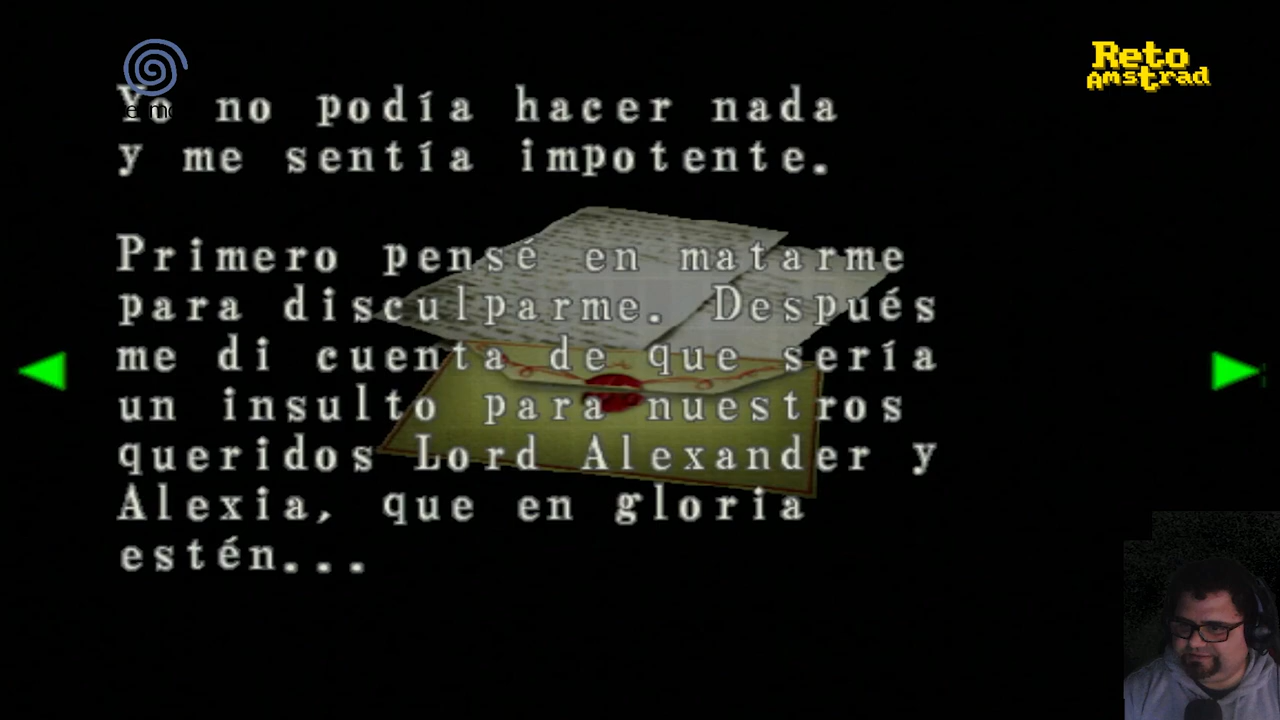 Reto
Amstrad
Yo no podía hacer nada
y me sentía impotente.
Primero pensé en matarme
para disculparme. Después
me di cuenta de que sería
un insulto para nuestros
queridos Lord Alexander y
Alexia, que en gloria
estén...